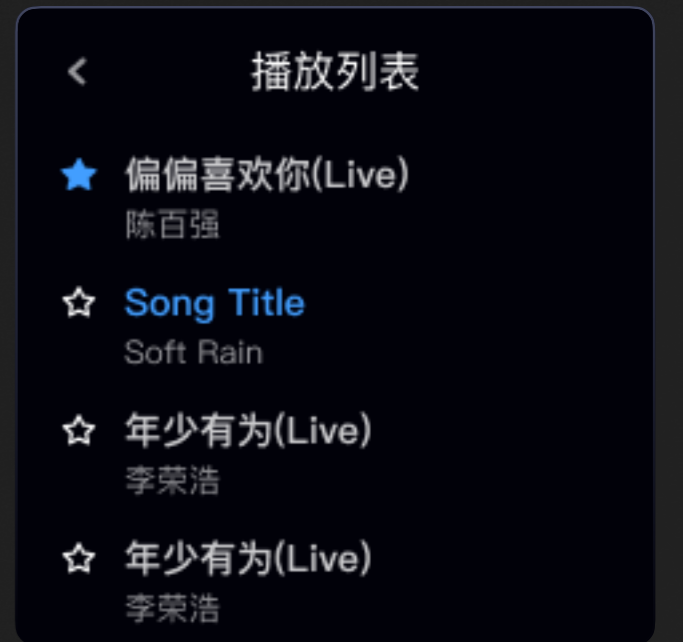 播放列表
偏偏喜欢你(Live)
陈百强
Song Title
Soft Rain
年少有为(Live)
李荣浩
年少有为(Live)
李荣浩